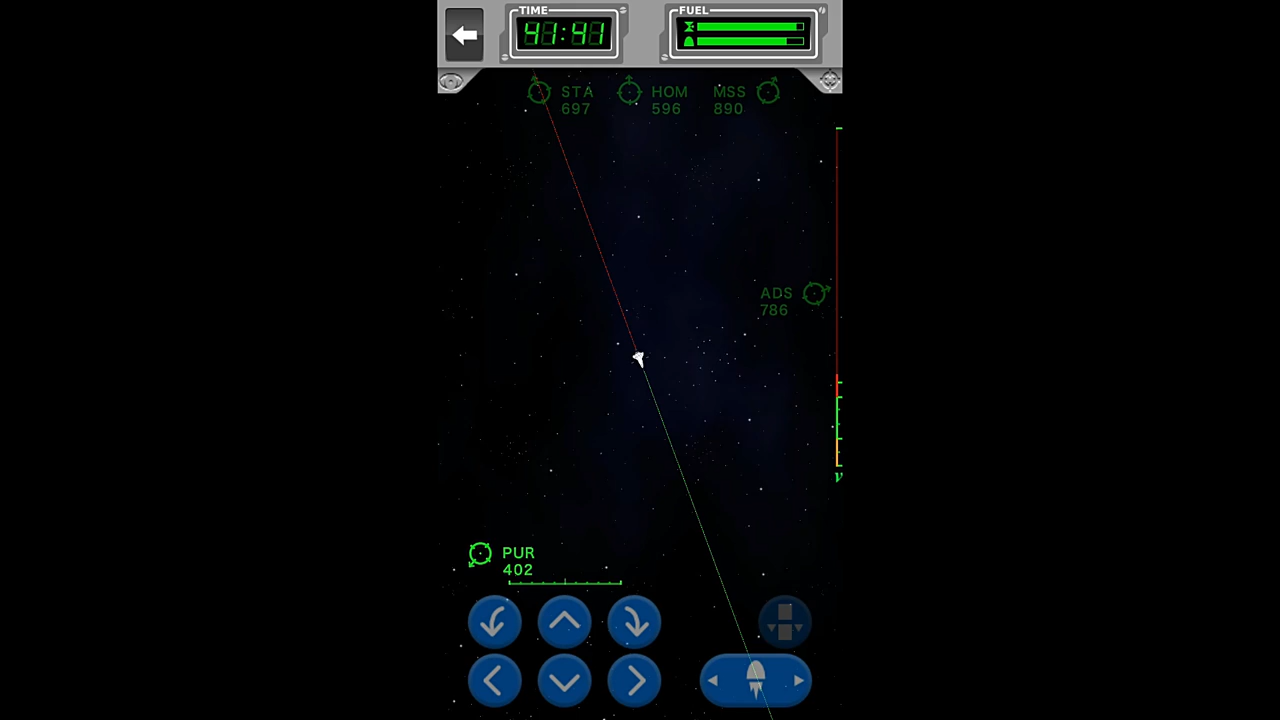 TIME
FUEL
41:41
STA
697
HOM
596
MSS
890
ADS
786
PUR
402
v